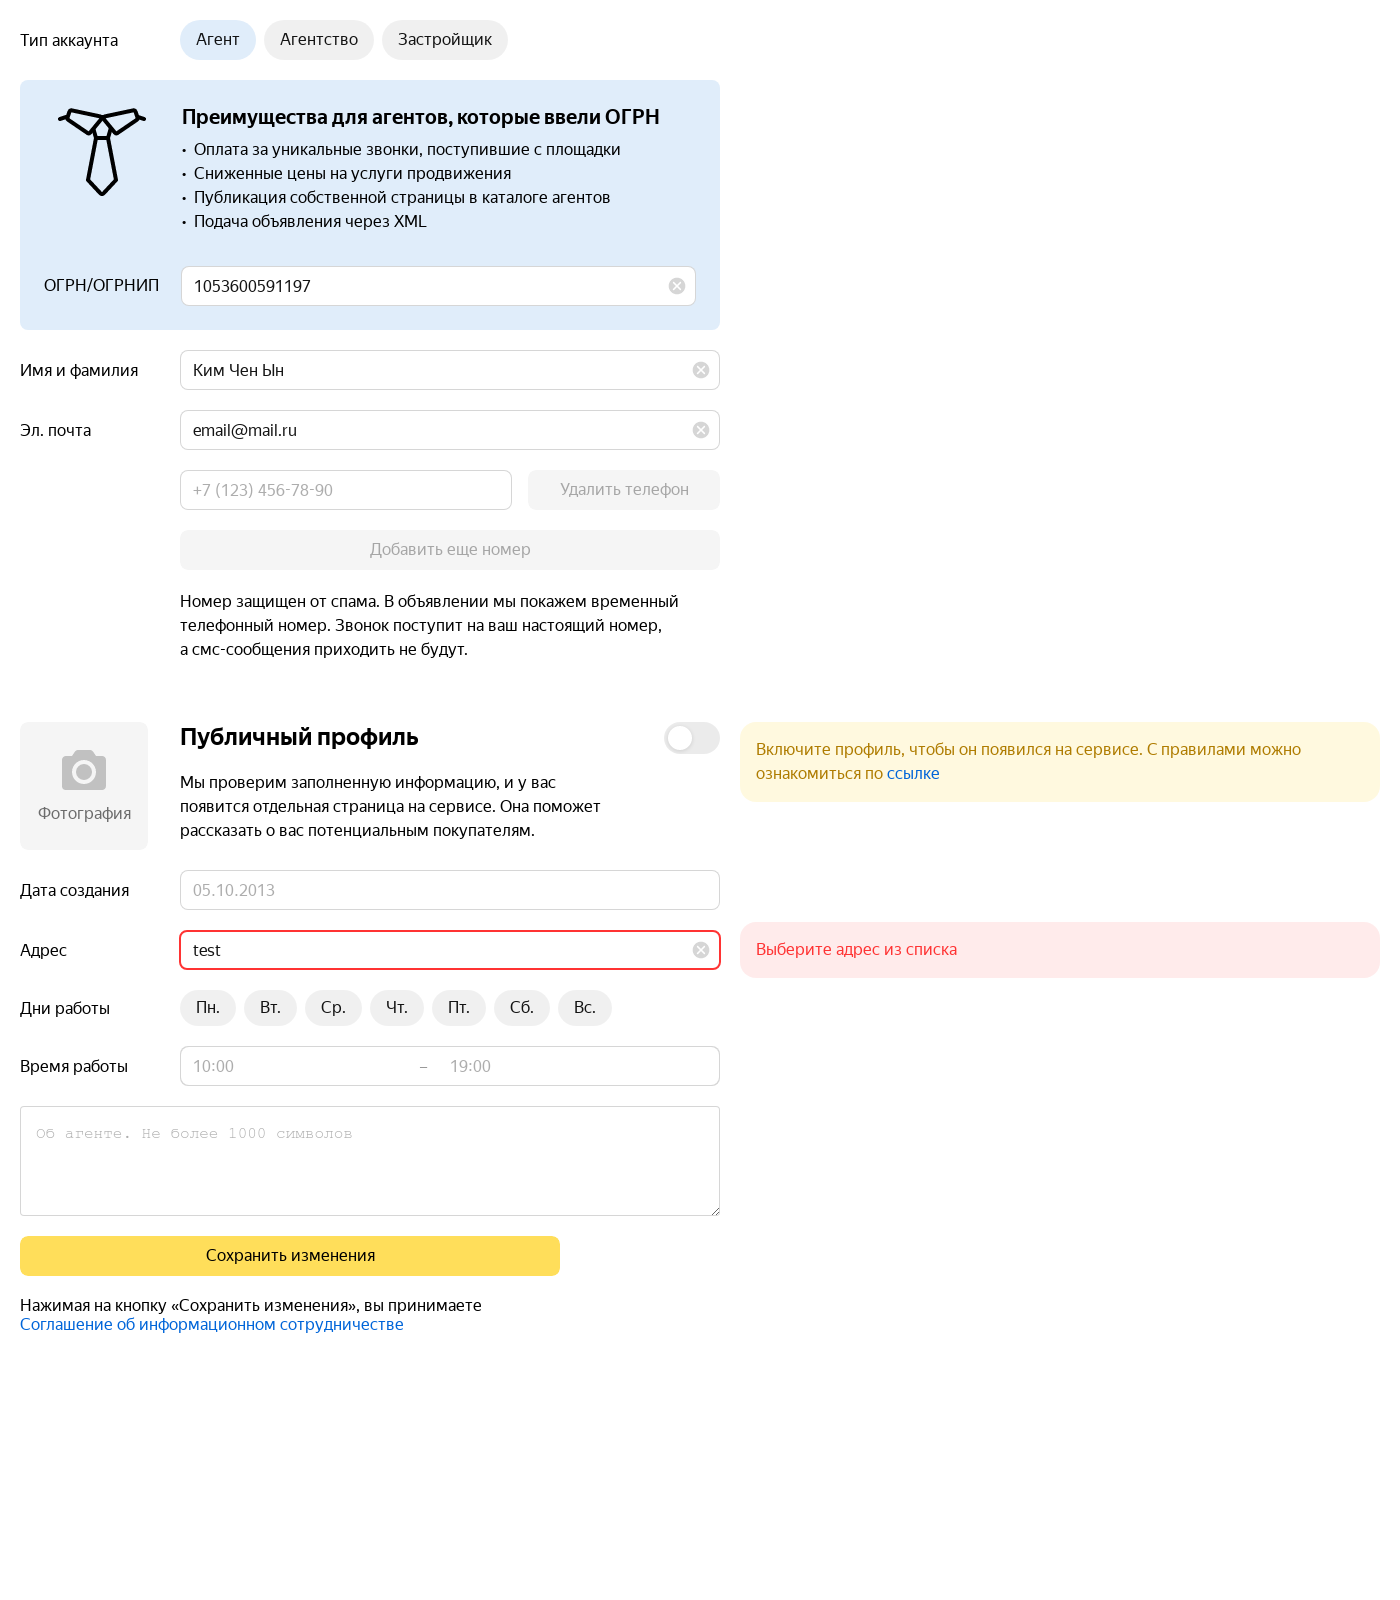 Тип аккаунта
Агент Агентство Застройщик
Преимущества для агентов, которые ввели ОГРН
• Оплата за уникальные звонки, поступившие с площадки
• Сниженные цены на услуги продвижения
• Публикация собственной страницы в каталоге агентов
• Подача объявления через XML
ОГРН/ОГРНИП 1053600591197
Имя и фамилия Ким Чен Ын
Эл. почта email@mail.ru
+7 (123) 456-78-90 Удалить телефон
Добавить еще номер
Номер защищен от спама. В объявлении мы покажем временный
телефонный номер. Звонок поступит на ваш настоящий номер,
а смс-сообщения приходить не будут.
Фотография
Публичный профиль
Мы проверим заполненную информацию, и у вас
появится отдельная страница на сервисе. Она поможет
рассказать о вас потенциальным покупателям.
Включите профиль, чтобы он появился на сервисе. С правилами можно
ознакомиться по ссылке
Дата создания 05.10.2013
Адрес test
Выберите адрес из списка
Дни работы Пн. Вт. Ср. Чт. Пт. Сб. Вс.
Время работы 10:00 – 19:00
Об агенте. Не более 1000 символов
Сохранить изменения
Нажимая на кнопку «Сохранить изменения», вы принимаете
Соглашение об информационном сотрудничестве